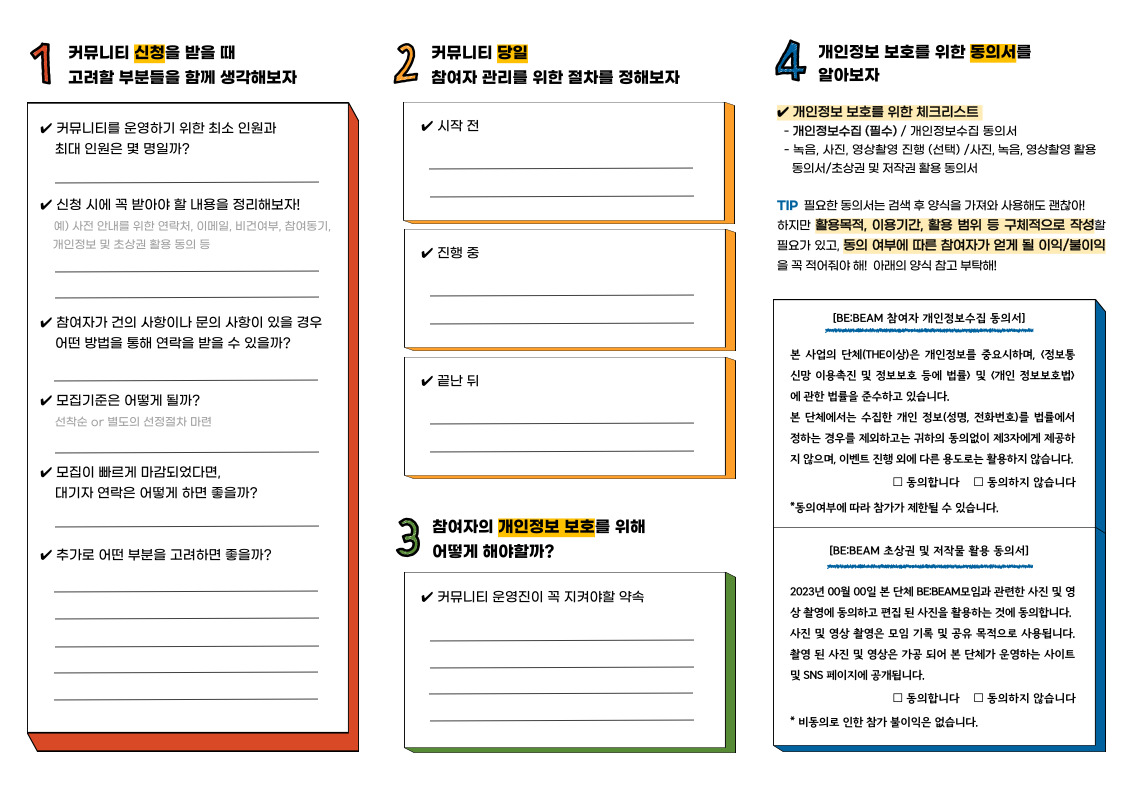 1 커뮤니티 신청을 받을 때
고려할 부분들을 함께 생각해보자
✔ 커뮤니티를 운영하기 위한 최소 인원과
최대 인원은 몇 명일까?
✔ 신청 시에 꼭 받아야 할 내용을 정리해보자!
예) 사전 안내를 위한 연락처, 이메일, 비건여부, 참여동기,
개인정보 및 초상권 활용 동의 등
✔ 참여자가 건의 사항이나 문의 사항이 있을 경우
어떤 방법을 통해 연락을 받을 수 있을까?
✔ 모집기준은 어떻게 될까?
선착순 or 별도의 선정절차 마련
✔ 모집이 빠르게 마감되었다면,
대기자 연락은 어떻게 하면 좋을까?
✔ 추가로 어떤 부분을 고려하면 좋을까?
2 커뮤니티 당일
참여자 관리를 위한 절차를 정해보자
✔ 시작 전
✔ 진행 중
✔ 끝난 뒤
3 참여자의 개인정보 보호를 위해
어떻게 해야할까?
✔ 커뮤니티 운영진이 꼭 지켜야할 약속
4 개인정보 보호를 위한 동의서를
알아보자
✔ 개인정보 보호를 위한 체크리스트
- 개인정보수집 (필수) / 개인정보수집 동의서
- 녹음, 사진, 영상촬영 진행 (선택) /사진, 녹음, 영상촬영 활용
동의서/초상권 및 저작권 활용 동의서
TIP 필요한 동의서는 검색 후 양식을 가져와 사용해도 괜찮아!
하지만 활용목적, 이용기간, 활용 범위 등 구체적으로 작성할
필요가 있고, 동의 여부에 따른 참여자가 얻게 될 이익/불이익
을 꼭 적어줘야 해! 아래의 양식 참고 부탁해!
[BE:BEAM 참여자 개인정보수집 동의서]
본 사업의 단체(THE이상)은 개인정보를 중요시하며, <정보통
신망 이용촉진 및 정보보호 등에 법률> 및 <개인 정보보호법>
에 관한 법률을 준수하고 있습니다.
본 단체에서는 수집한 개인 정보(성명, 전화번호)를 법률에서
정하는 경우를 제외하고는 귀하의 동의없이 제3자에게 제공하
지 않으며, 이벤트 진행 외에 다른 용도로는 활용하지 않습니다.
☐ 동의합니다 ☐ 동의하지 않습니다
*동의여부에 따라 참가가 제한될 수 있습니다.
[BE:BEAM 초상권 및 저작물 활용 동의서]
2023년 00월 00일 본 단체 BE:BEAM모임과 관련한 사진 및 영
상 촬영에 동의하고 편집 된 사진을 활용하는 것에 동의합니다.
사진 및 영상 촬영은 모임 기록 및 공유 목적으로 사용됩니다.
촬영 된 사진 및 영상은 가공 되어 본 단체가 운영하는 사이트
및 SNS 페이지에 공개됩니다.
☐ 동의합니다 ☐ 동의하지 않습니다
* 비동의로 인한 참가 불이익은 없습니다.